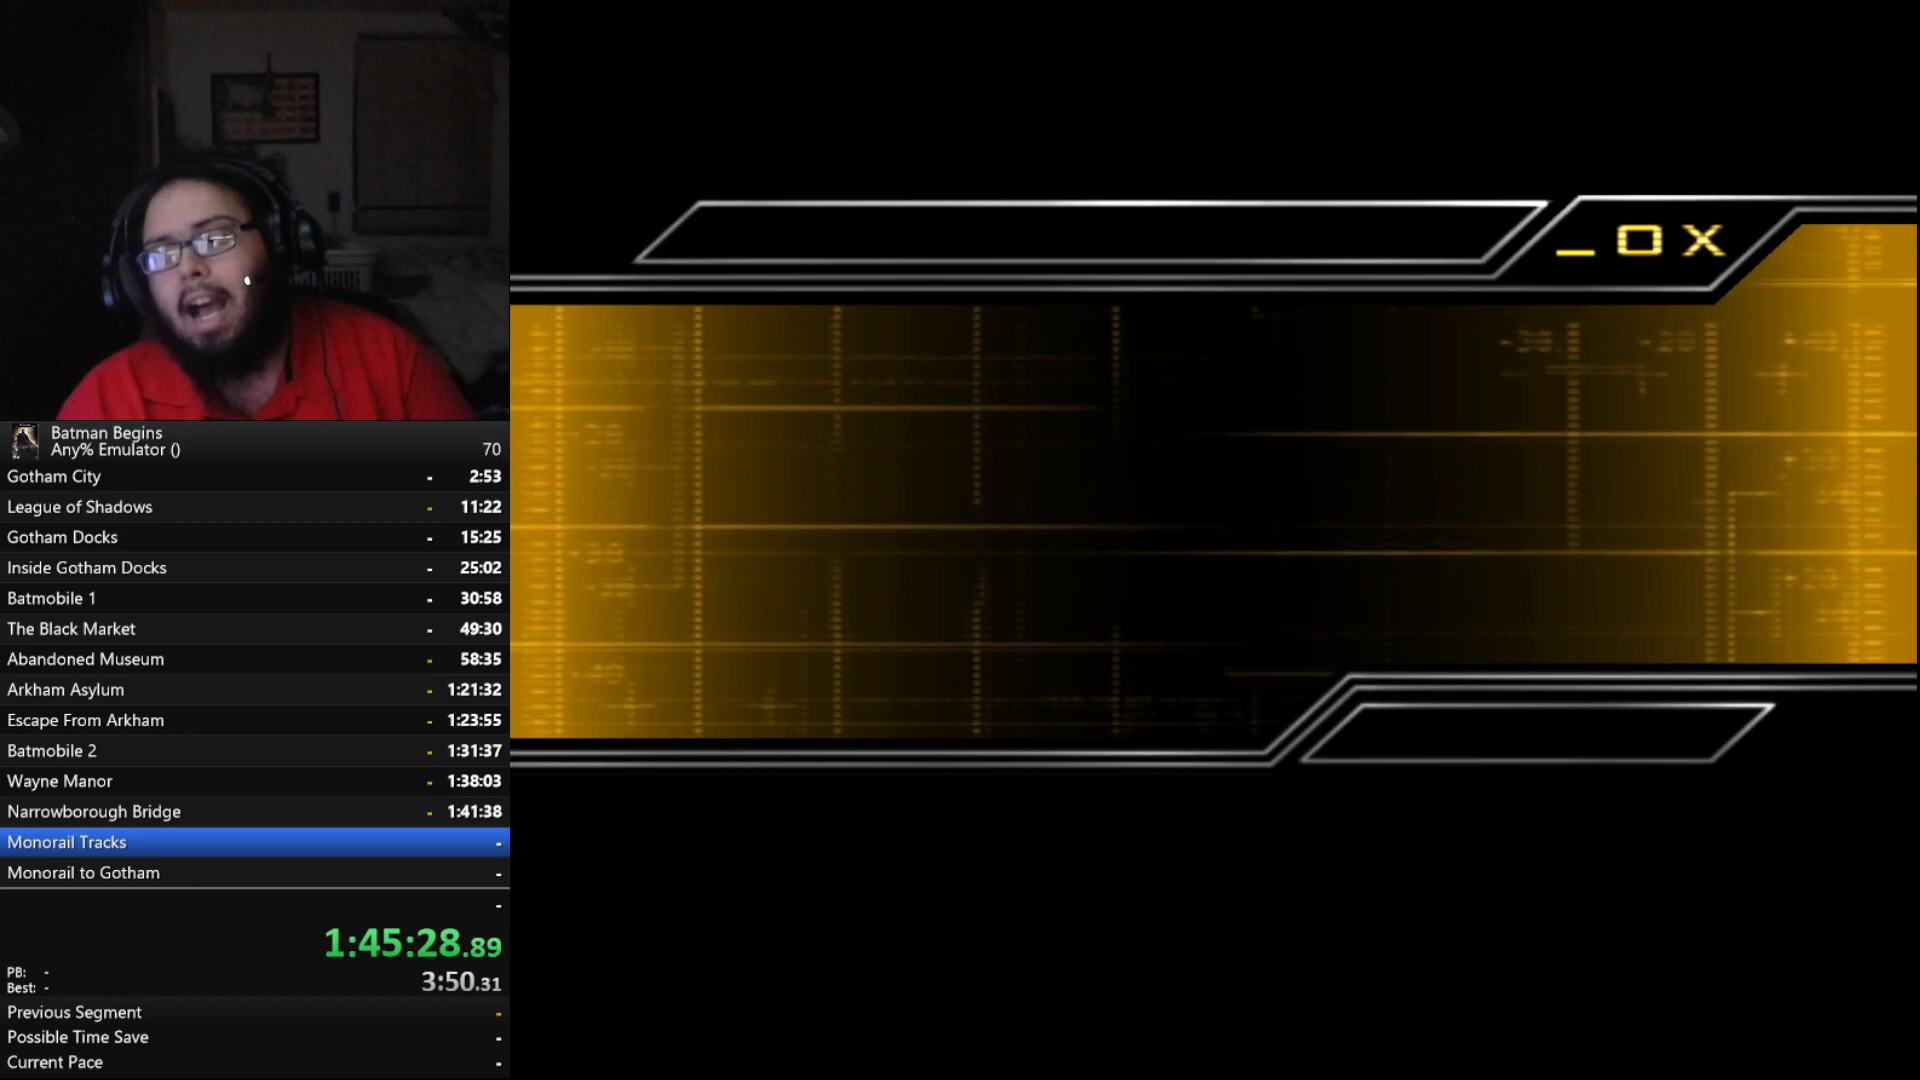 Batman Begins
Any% Emulator () 70
Gotham City - 2:53
League of Shadows - 11:22
Gotham Docks - 15:25
Inside Gotham Docks - 25:02
Batmobile 1 - 30:58
The Black Market - 49:30
Abandoned Museum - 58:35
Arkham Asylum - 1:21:32
Escape From Arkham - 1:23:55
Batmobile 2 - 1:31:37
Wayne Manor - 1:38:03
Narrowborough Bridge - 1:41:38
Monorail Tracks -
Monorail to Gotham -
-
1:45:28.89
PB: -
Best: - 3:50.31
Previous Segment -
Possible Time Save -
Current Pace -
_ O X